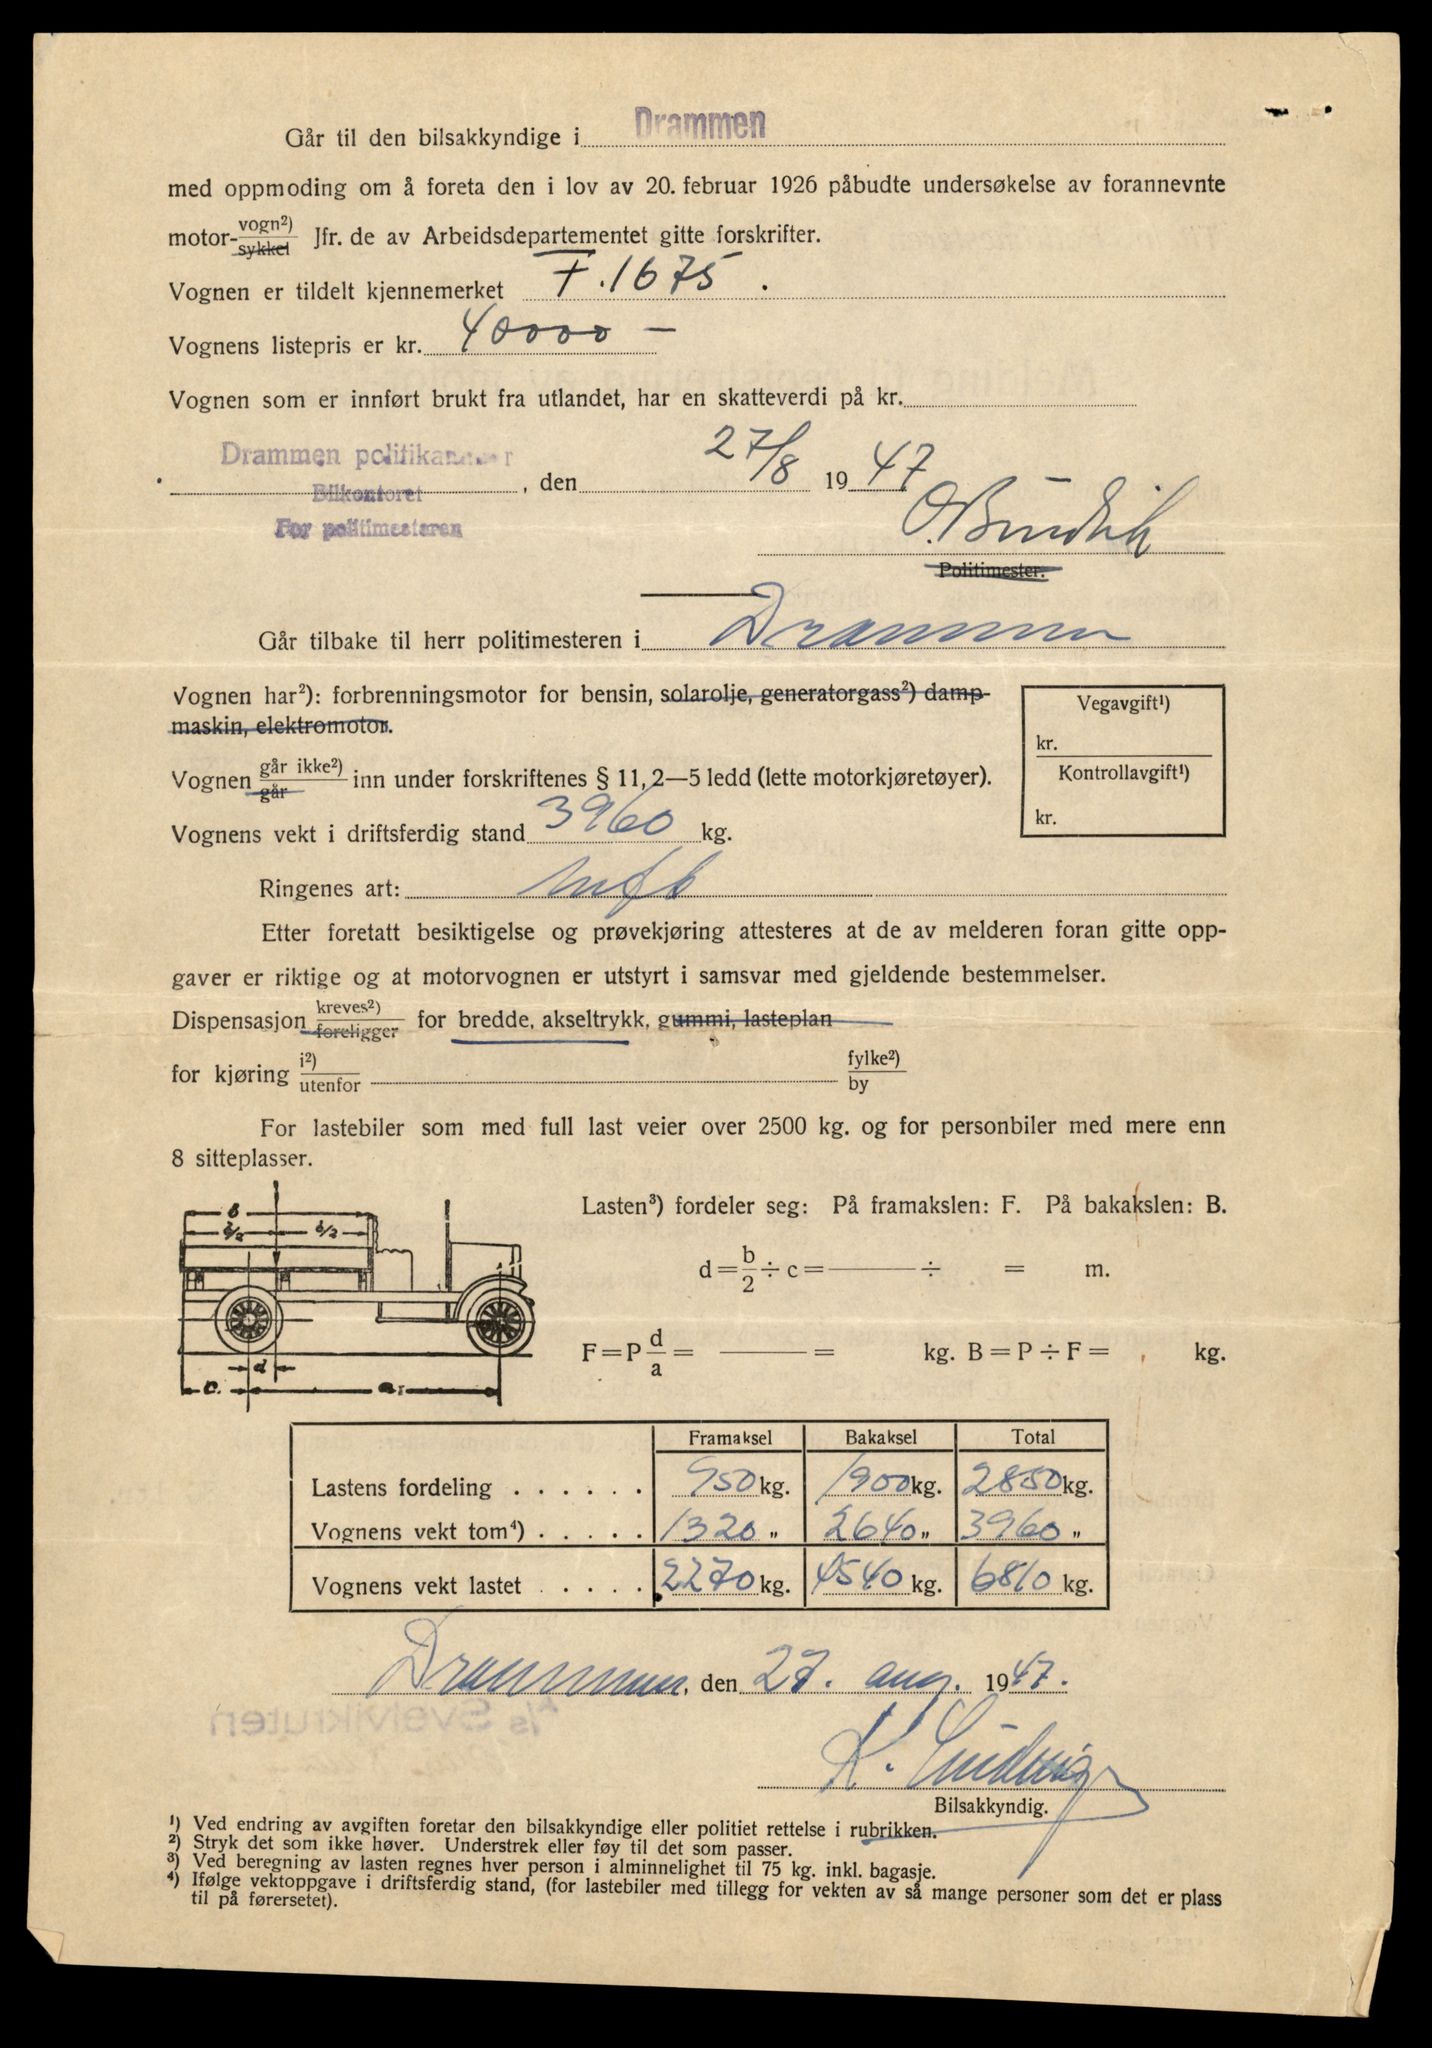 Går til den bilsakkyndige i Drammen
med oppmoding om å foreta den i lov av 20. februar 1926 påbudte undersøkelse av forannevnte
motor- vogn²) / sykkel Jfr. de av Arbeidsdepartementet gitte forskrifter.
Vognen er tildelt kjennemerket F. 1675.
Vognens listepris er kr. 40000 —
Vognen som er innført brukt fra utlandet, har en skatteverdi på kr.
Drammen politikammer, den 27/8 1947
Bilkontoret
For politimesteren
Politimester.
Går tilbake til herr politimesteren i Drammen
Vognen har²): forbrenningsmotor for bensin, solarolje, generatorgass²) damp-
maskin, elektromotor.
Vognen går ikke²) / går inn under forskriftenes § 11, 2—5 ledd (lette motorkjøretøyer).
Vegavgift¹)
kr.
Kontrollavgift¹)
kr.
Vognens vekt i driftsferdig stand 3960 kg.
Ringenes art: luft
Etter foretatt besiktigelse og prøvekjøring attesteres at de av melderen foran gitte opp-
gaver er riktige og at motorvognen er utstyrt i samsvar med gjeldende bestemmelser.
Dispensasjon kreves²) / foreligger for bredde, akseltrykk, gummi, lasteplan
for kjøring i²) / utenfor fylke²) / by
For lastebiler som med full last veier over 2500 kg. og for personbiler med mere enn
8 sitteplasser.
b
b/2 b/2
d
c. a.
Lasten³) fordeler seg: På framakslen: F. På bakakslen: B.
d = b/2 ÷ c = ——— ÷ = m.
F = P d/a = ——— = kg. B = P ÷ F = kg.
Framaksel Bakaksel Total
Lastens fordeling . . . . . . 950 kg. 1900 kg. 2850 kg.
Vognens vekt tom⁴) . . . . . 1320 „ 2640 „ 3960 „
Vognens vekt lastet . . . . . 2270 kg. 4540 kg. 6810 kg.
Drammen, den 27. aug. 1947.
A/s Svelvikruten
Bilsakkyndig.
¹) Ved endring av avgiften foretar den bilsakkyndige eller politiet rettelse i rubrikken.
²) Stryk det som ikke høver. Understrek eller føy til det som passer.
³) Ved beregning av lasten regnes hver person i alminnelighet til 75 kg. inkl. bagasje.
⁴) Ifølge vektoppgave i driftsferdig stand, (for lastebiler med tillegg for vekten av så mange personer som det er plass
til på førersetet).